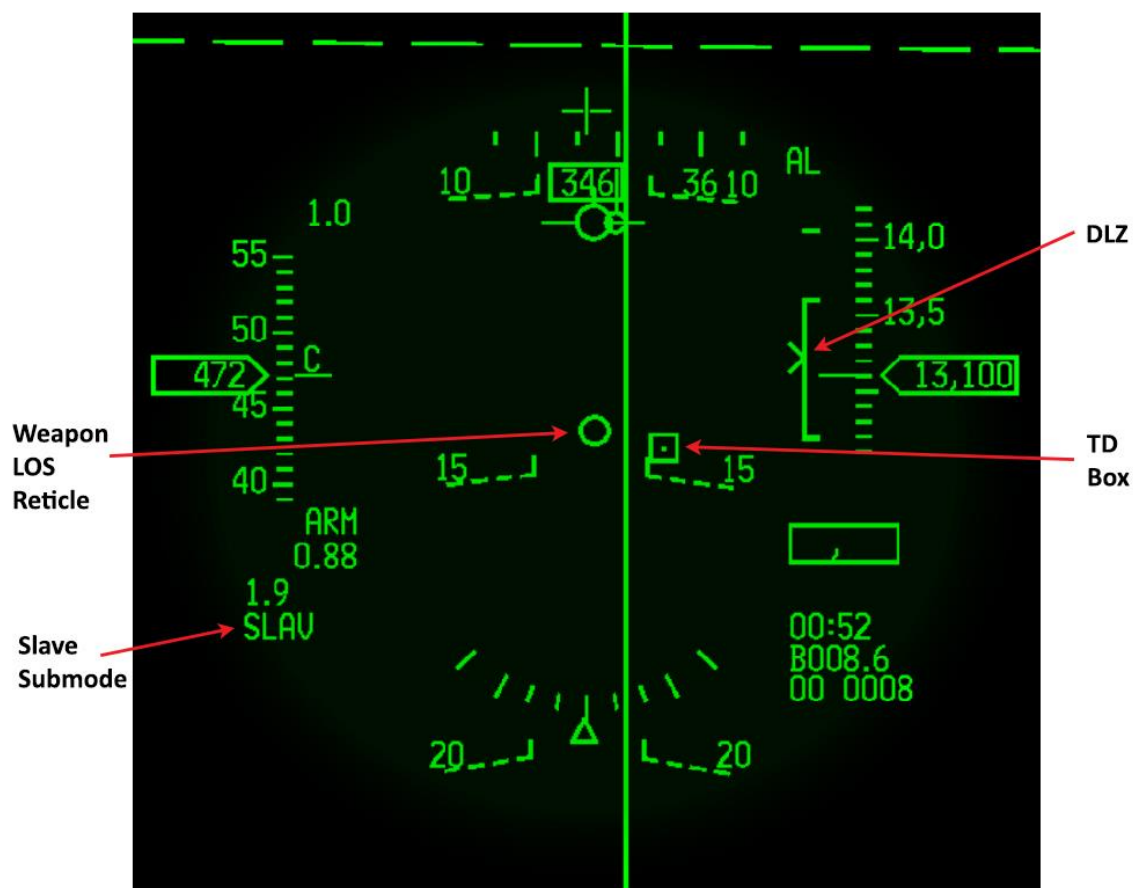 10
346
36
10
AL
1.0
55
50
45
40
C
472
14,0
13,5
13,100
DLZ
Weapon
LOS
Reticle
15
15
TD
Box
ARM
0.88
1.9
SLAV
Slave
Submode
00:52
B008.6
00 0008
20
20